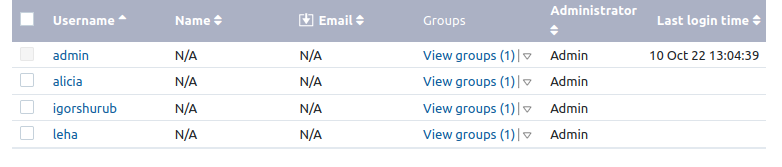 Username Name Email Groups Administrator Last login time
admin N/A N/A View groups (1) | Admin 10 Oct 22 13:04:39
alicia N/A N/A View groups (1) | Admin
igorshurub N/A N/A View groups (1) | Admin
leha N/A N/A View groups (1) | Admin